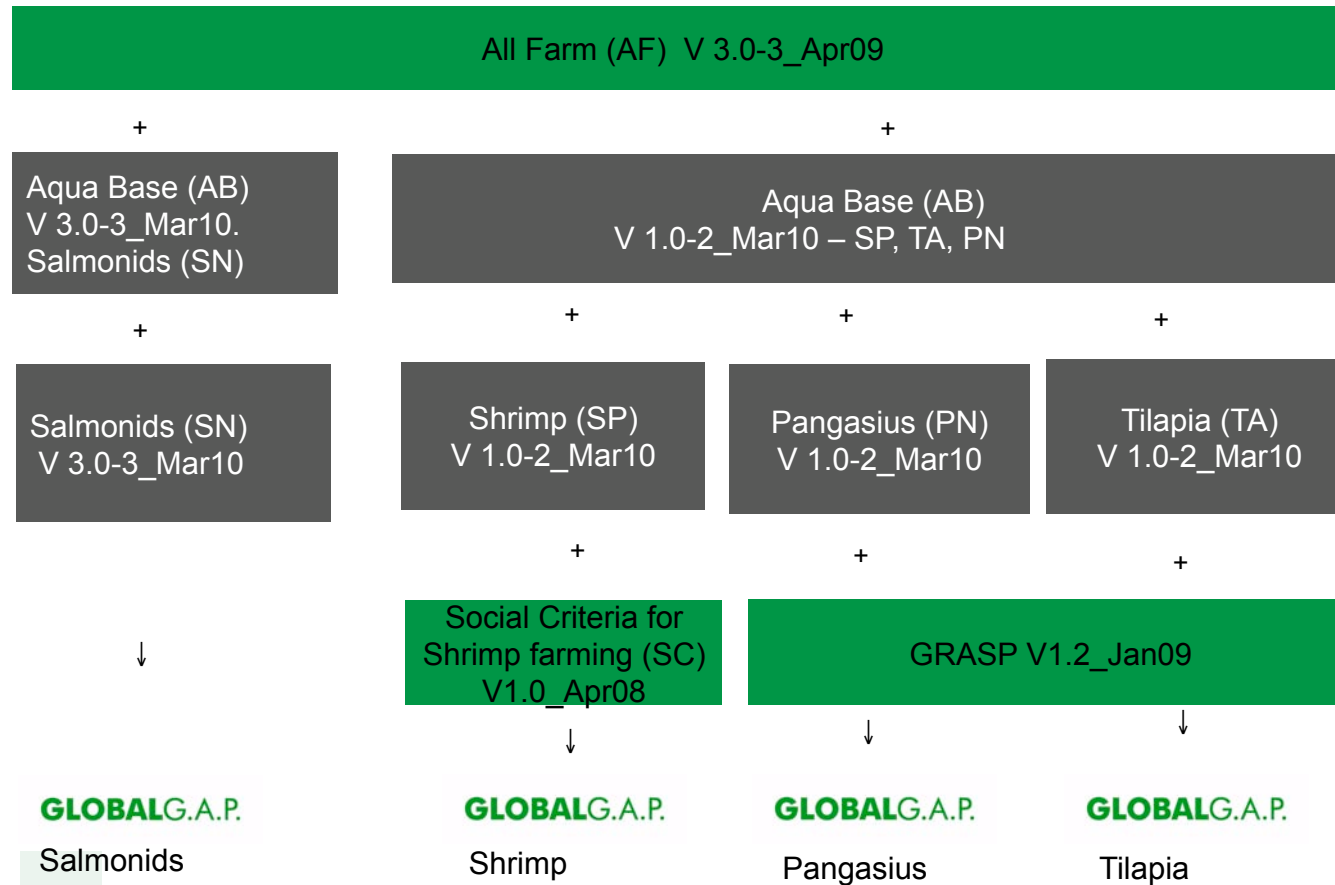 All Farm (AF)  V 3.0-3_Apr09
+
+
Aqua Base (AB)
V 3.0-3_Mar10.
Salmonids (SN)
Aqua Base (AB)
V 1.0-2_Mar10 – SP, TA, PN
+
+
+
+
Salmonids (SN)
V 3.0-3_Mar10
Shrimp (SP)
V 1.0-2_Mar10
Pangasius (PN)
V 1.0-2_Mar10
Tilapia (TA)
V 1.0-2_Mar10
+
+
+
Social Criteria for
Shrimp farming (SC)
V1.0_Apr08
GRASP V1.2_Jan09
↓
↓
↓
↓
GLOBALG.A.P.
Salmonids
GLOBALG.A.P.
Shrimp
GLOBALG.A.P.
Pangasius
GLOBALG.A.P.
Tilapia